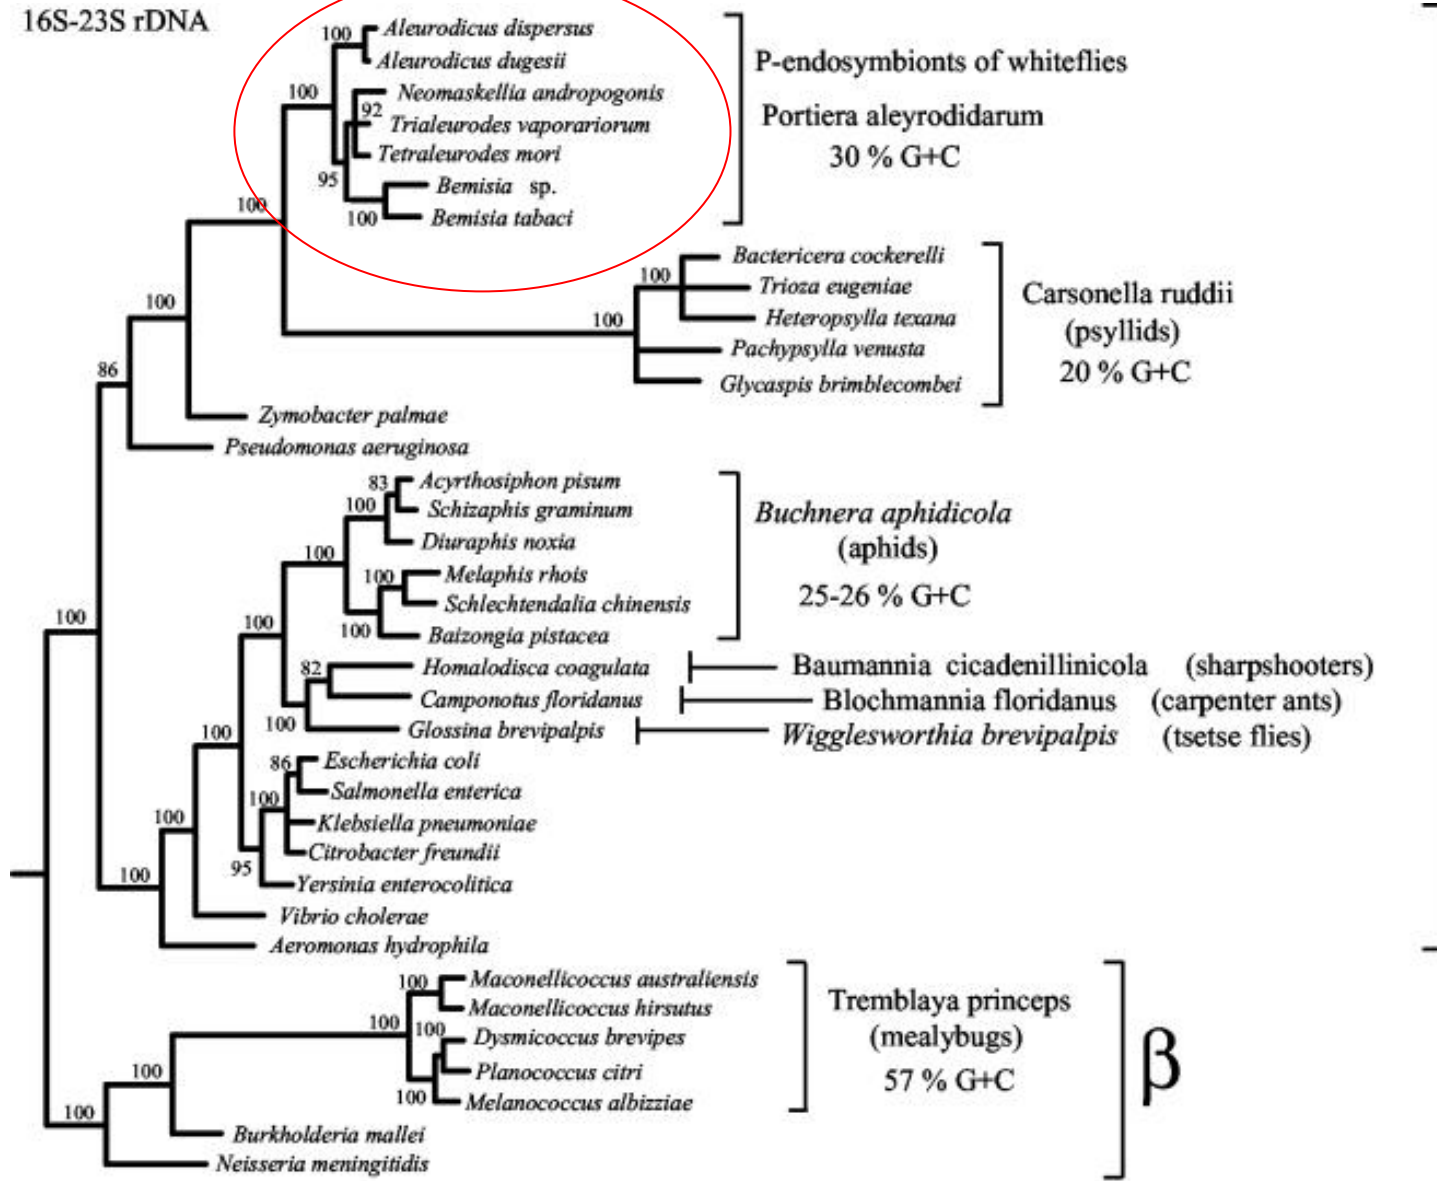 16S-23S rDNA
100
Aleurodicus dispersus
Aleurodicus dugesii
100
Neomaskellia andropogonis
92
Trialeurodes vaporariorum
Tetraleurodes mori
95
Bemisia sp.
100
Bemisia tabaci
P-endosymbionts of whiteflies
Portiera aleyrodidarum
30 % G+C
100
Bactericera cockerelli
100
Trioza eugeniae
100
Heteropsylla texana
100
Pachypsylla venusta
Glycaspis brimblecombei
Carsonella ruddii
(psyllids)
20 % G+C
86
Zymobacter palmae
Pseudomonas aeruginosa
83
Acyrthosiphon pisum
100
Schizaphis graminum
Diuraphis noxia
100
100
Melaphis rhois
Schlechtendalia chinensis
100
Baizongia pistacea
Buchnera aphidicola
(aphids)
25-26 % G+C
100
100
82
Homalodisca coagulata
Baumannia cicadenillinicola (sharpshooters)
Camponotus floridanus
Blochmannia floridanus (carpenter ants)
100
Glossina brevipalpis
Wigglesworthia brevipalpis (tsetse flies)
100
86
Escherichia coli
Salmonella enterica
100
Klebsiella pneumoniae
100
Citrobacter freundii
95
Yersinia enterocolitica
100
Vibrio cholerae
Aeromonas hydrophila
100
Maconellicoccus australiensis
Maconellicoccus hirsutus
100
100
Dysmicoccus brevipes
Planococcus citri
100
Melanococcus albizziae
Tremblaya princeps
(mealybugs)
57 % G+C
β
100
100
Burkholderia mallei
Neisseria meningitidis